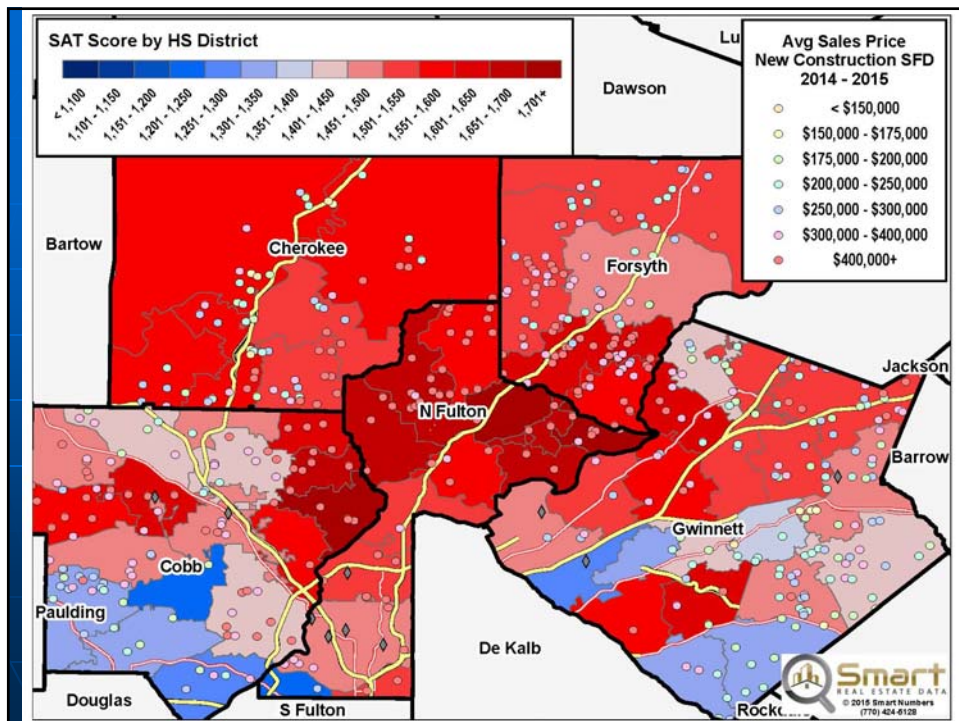 SAT Score by HS District
< 1,100
1,101 - 1,150
1,151 - 1,200
1,201 - 1,250
1,251 - 1,300
1,301 - 1,350
1,351 - 1,400
1,401 - 1,450
1,451 - 1,500
1,501 - 1,550
1,551 - 1,600
1,601 - 1,650
1,651 - 1,700
1,701+
Lu
Avg Sales Price
New Construction SFD
2014 - 2015
< $150,000
$150,000 - $175,000
$175,000 - $200,000
$200,000 - $250,000
$250,000 - $300,000
$300,000 - $400,000
$400,000+
Dawson
Bartow
Cherokee
Forsyth
Jackson
N Fulton
Barrow
Gwinnett
Cobb
Paulding
De Kalb
Douglas
S Fulton
Rock
Smart
REAL ESTATE DATA
© 2015 Smart Numbers
(770) 424-5128